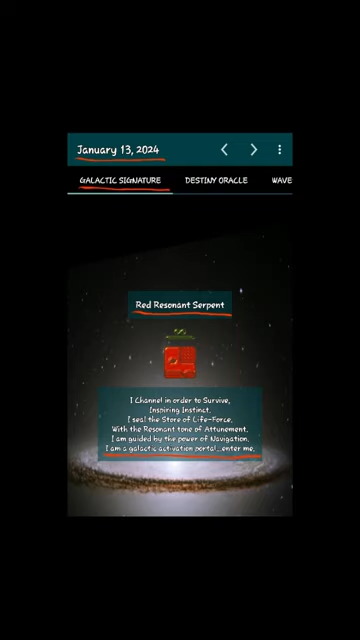 January 13, 2024
GALACTIC SIGNATURE DESTINY ORACLE WAVE
Red Resonant Serpent
I Channel in order to Survive,
Inspiring Instinct.
I seal the Store of Life-Force,
With the Resonant tone of Attunement.
I am guided by the power of Navigation.
I am a galactic activation portal...enter me.